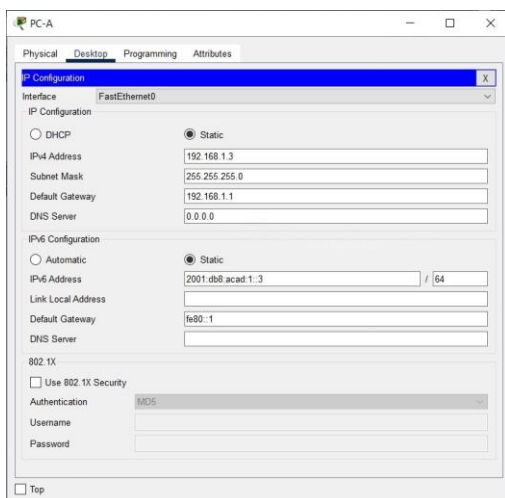 PC-A
Physical Desktop Programming Attributes
IP Configuration X
Interface FastEthernet0
IP Configuration
DHCP Static
IPv4 Address 192.168.1.3
Subnet Mask 255.255.255.0
Default Gateway 192.168.1.1
DNS Server 0.0.0.0
IPv6 Configuration
Automatic Static
IPv6 Address 2001:db8:acad:1::3 / 64
Link Local Address
Default Gateway fe80::1
DNS Server
802.1X
Use 802.1X Security
Authentication MD5
Username
Password
Top